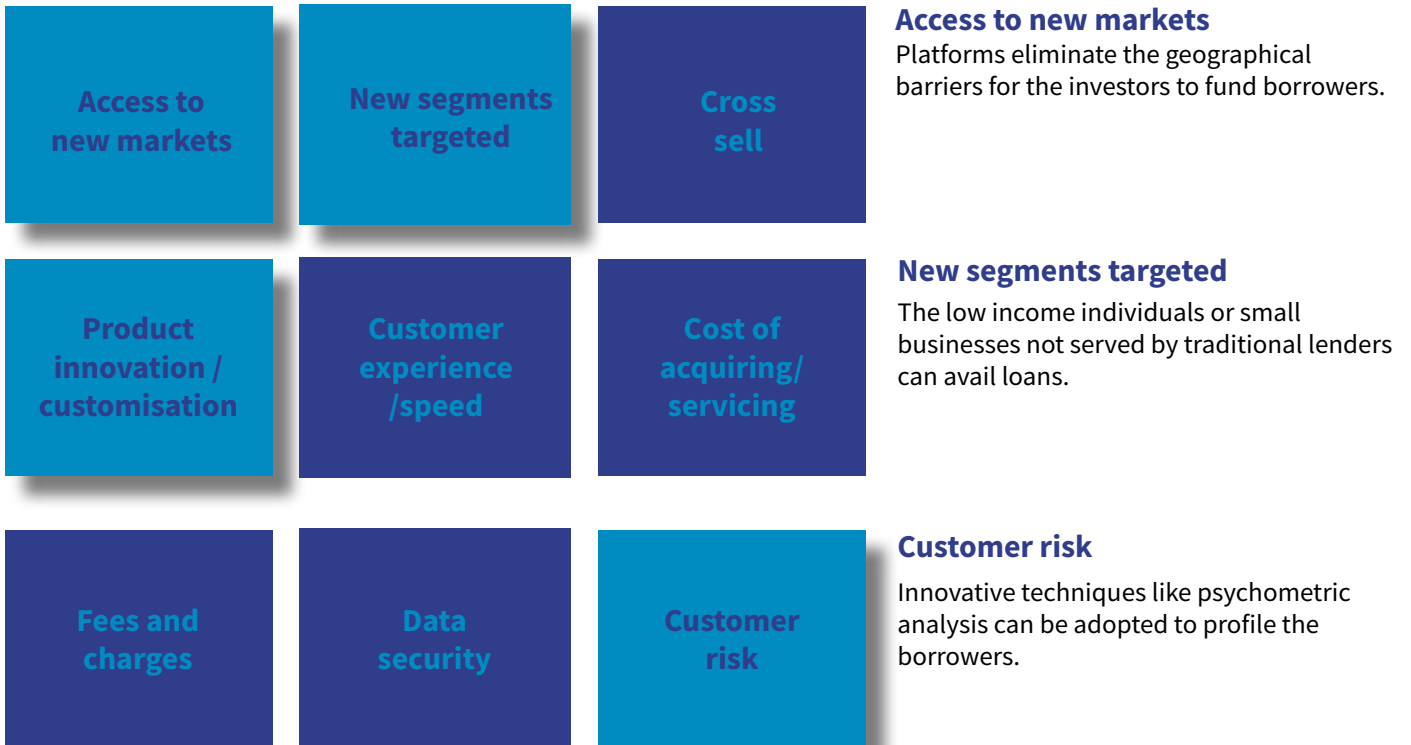 Access to
new markets
New segments
targeted
Cross
sell
Access to new markets
Platforms eliminate the geographical
barriers for the investors to fund borrowers.
Product
innovation /
customisation
Customer
experience
/speed
Cost of
acquiring/
servicing
New segments targeted
The low income individuals or small
businesses not served by traditional lenders
can avail loans.
Fees and
charges
Data
security
Customer
risk
Customer risk
Innovative techniques like psychometric
analysis can be adopted to profile the
borrowers.